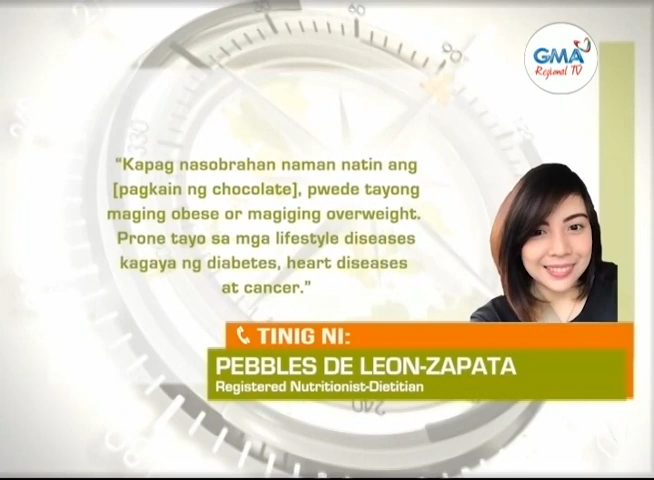 GMA
Regional TV
“Kapag nasobrahan naman natin ang
[pagkain ng chocolate], pwede tayong
maging obese or magiging overweight.
Prone tayo sa mga lifestyle diseases
kagaya ng diabetes, heart diseases
at cancer.”
TINIG NI:
PEBBLES DE LEON-ZAPATA
Registered Nutritionist-Dietitian
330
240